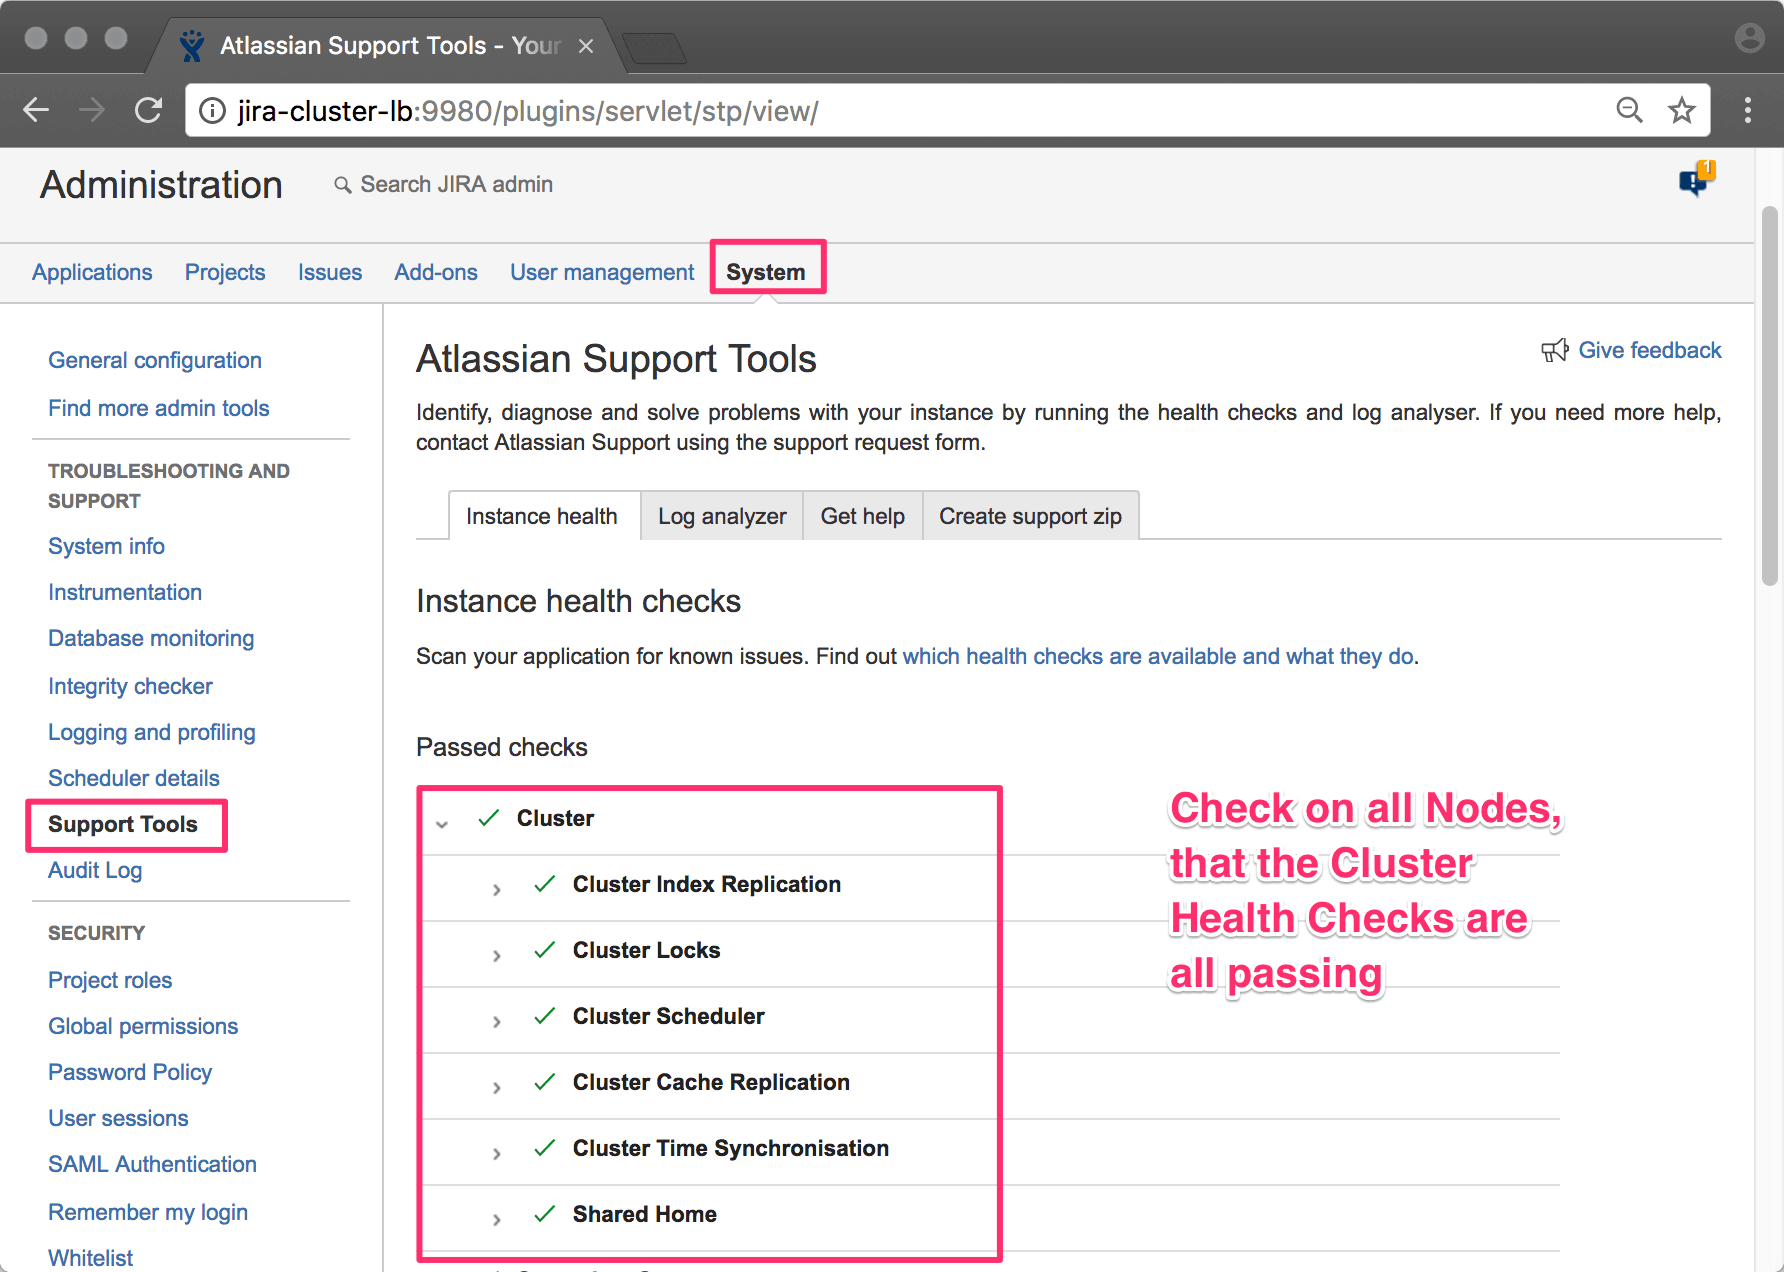 Atlassian Support Tools - Your
jira-cluster-lb:9980/plugins/servlet/stp/view/
Administration
Search JIRA admin
1
Applications
Projects
Issues
Add-ons
User management
System
General configuration
Find more admin tools
TROUBLESHOOTING AND
SUPPORT
System info
Instrumentation
Database monitoring
Integrity checker
Logging and profiling
Scheduler details
Support Tools
Audit Log
SECURITY
Project roles
Global permissions
Password Policy
User sessions
SAML Authentication
Remember my login
Whitelist
Atlassian Support Tools
Give feedback
Identify, diagnose and solve problems with your instance by running the health checks and log analyser. If you need more help,
contact Atlassian Support using the support request form.
Instance health
Log analyzer
Get help
Create support zip
Instance health checks
Scan your application for known issues. Find out which health checks are available and what they do.
Passed checks
Cluster
Cluster Index Replication
Cluster Locks
Cluster Scheduler
Cluster Cache Replication
Cluster Time Synchronisation
Shared Home
Check on all Nodes,
that the Cluster
Health Checks are
all passing